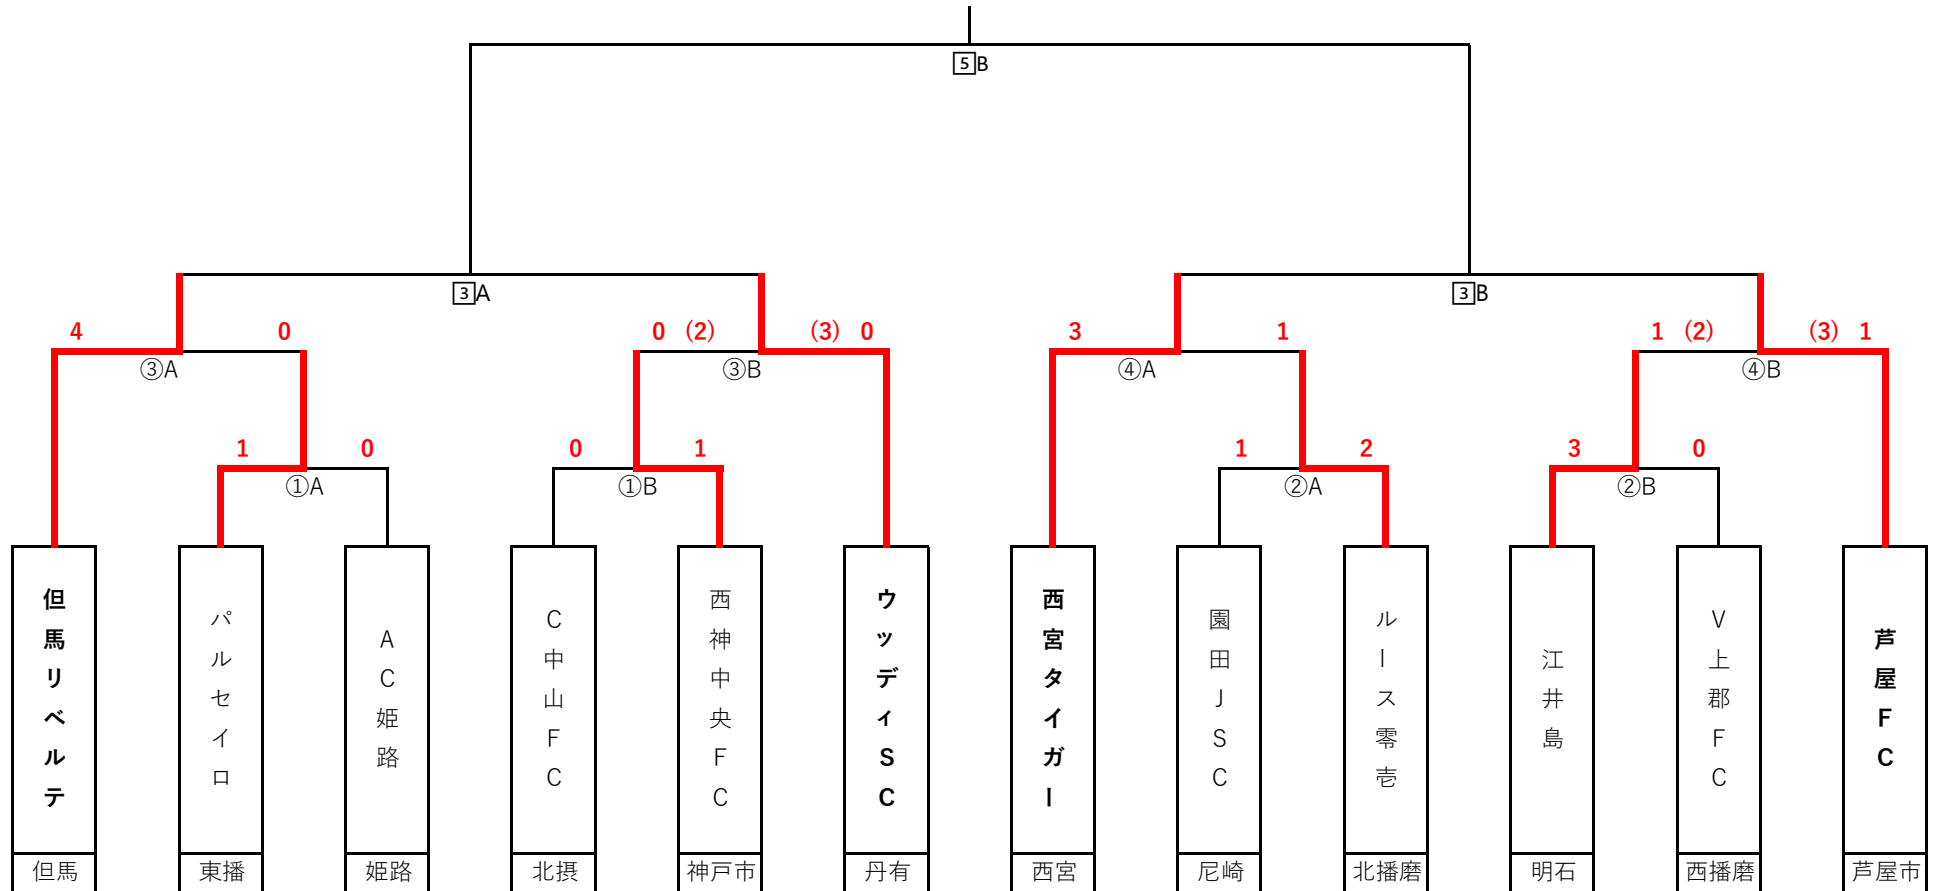 5B
3A
3B
4 0
0 (2) (3) 0
3 1
1 (2) (3) 1
③A
③B
④A
④B
1 0
0 1
1 2
3 0
①A
①B
②A
②B
但馬リベルテ
パルセイロ
AC姫路
C中山FC
西神中央FC
ウッディSC
西宮タイガー
園田JSC
ルース零壱
江井島
V上郡FC
芦屋FC
但馬
東播
姫路
北摂
神戸市
丹有
西宮
尼崎
北播磨
明石
西播磨
芦屋市